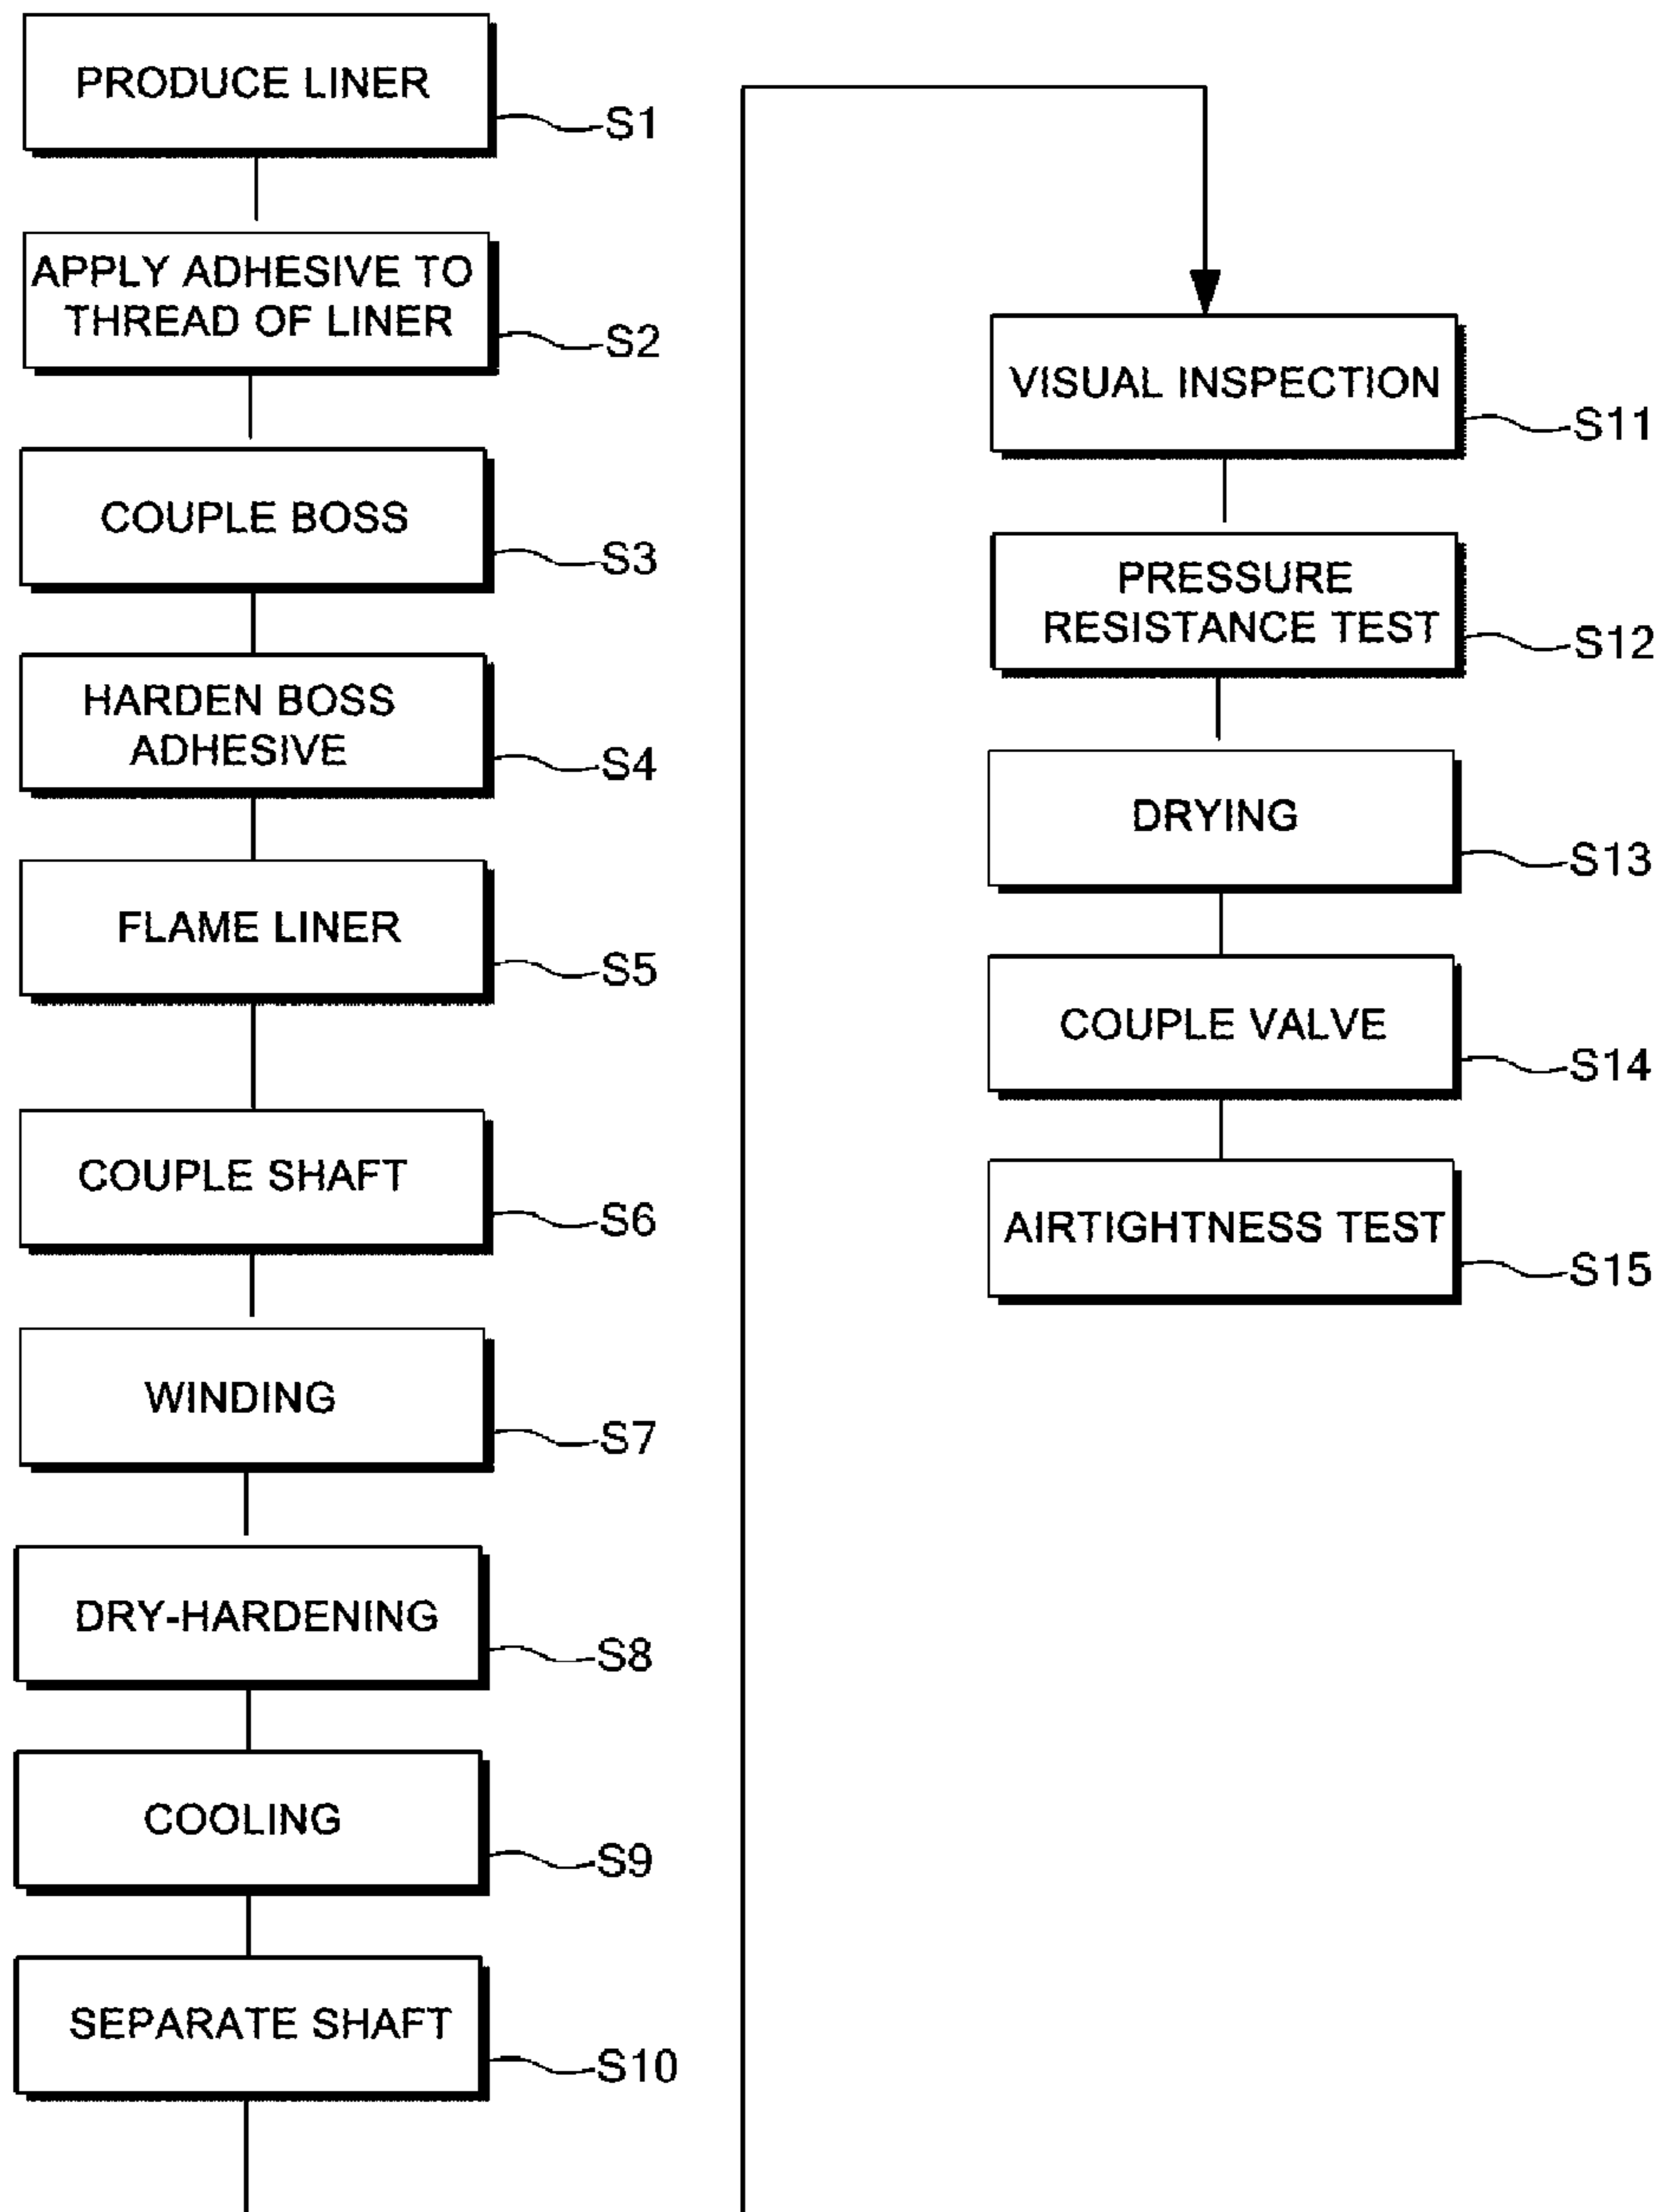 PRODUCE LINER
S1
APPLY ADHESIVE TO
THREAD OF LINER
S2
COUPLE BOSS
S3
HARDEN BOSS
ADHESIVE
S4
FLAME LINER
S5
COUPLE SHAFT
S6
WINDING
S7
DRY-HARDENING
S8
COOLING
S9
SEPARATE SHAFT
S10
VISUAL INSPECTION
S11
PRESSURE
RESISTANCE TEST
S12
DRYING
S13
COUPLE VALVE
S14
AIRTIGHTNESS TEST
S15